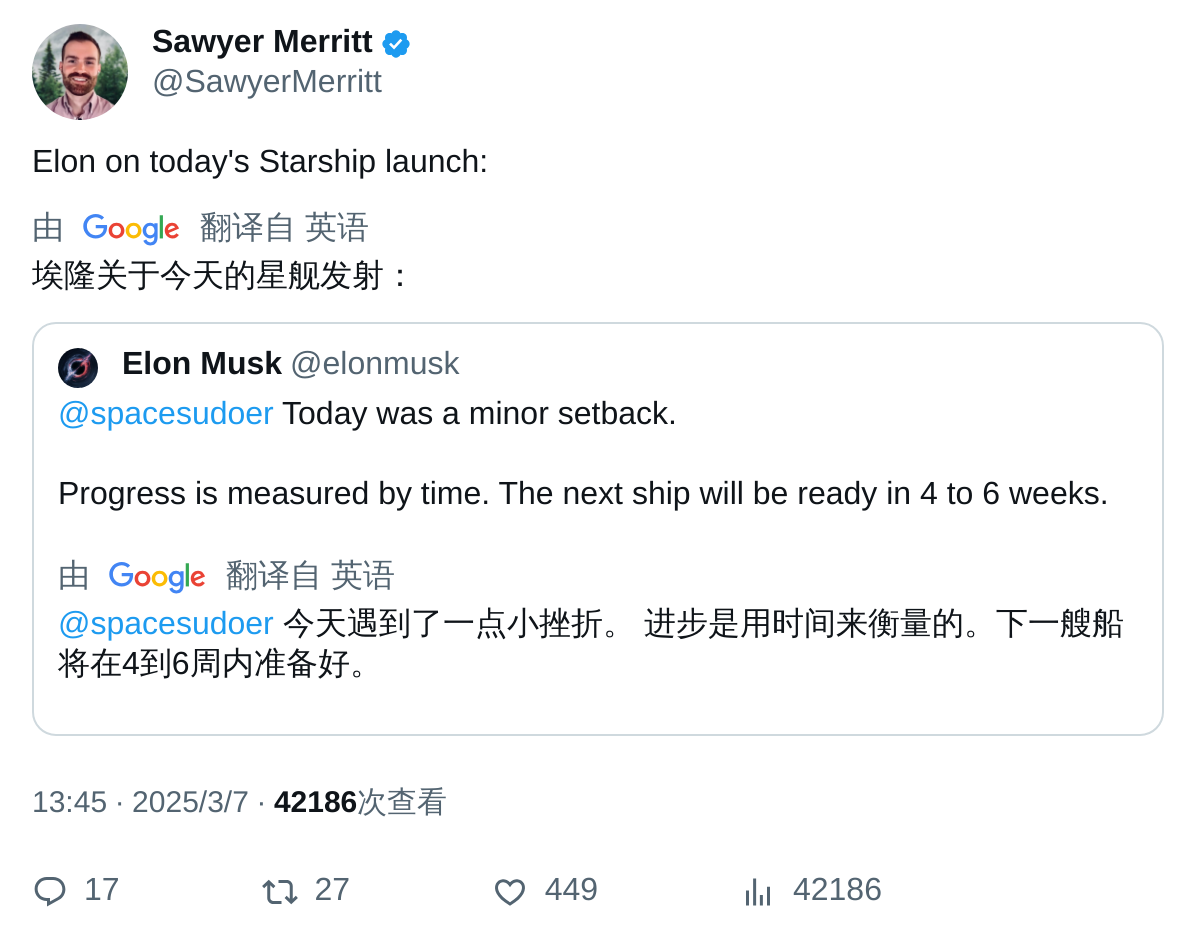 Sawyer Merritt
@SawyerMerritt
Elon on today's Starship launch:
由 Google 翻译自 英语
埃隆关于今天的星舰发射：
Elon Musk @elonmusk
@spacesudoer Today was a minor setback.
Progress is measured by time. The next ship will be ready in 4 to 6 weeks.
由 Google 翻译自 英语
@spacesudoer 今天遇到了一点小挫折。 进步是用时间来衡量的。下一艘船
将在4到6周内准备好。
13:45 · 2025/3/7 · 42186次查看
17 27 449 42186